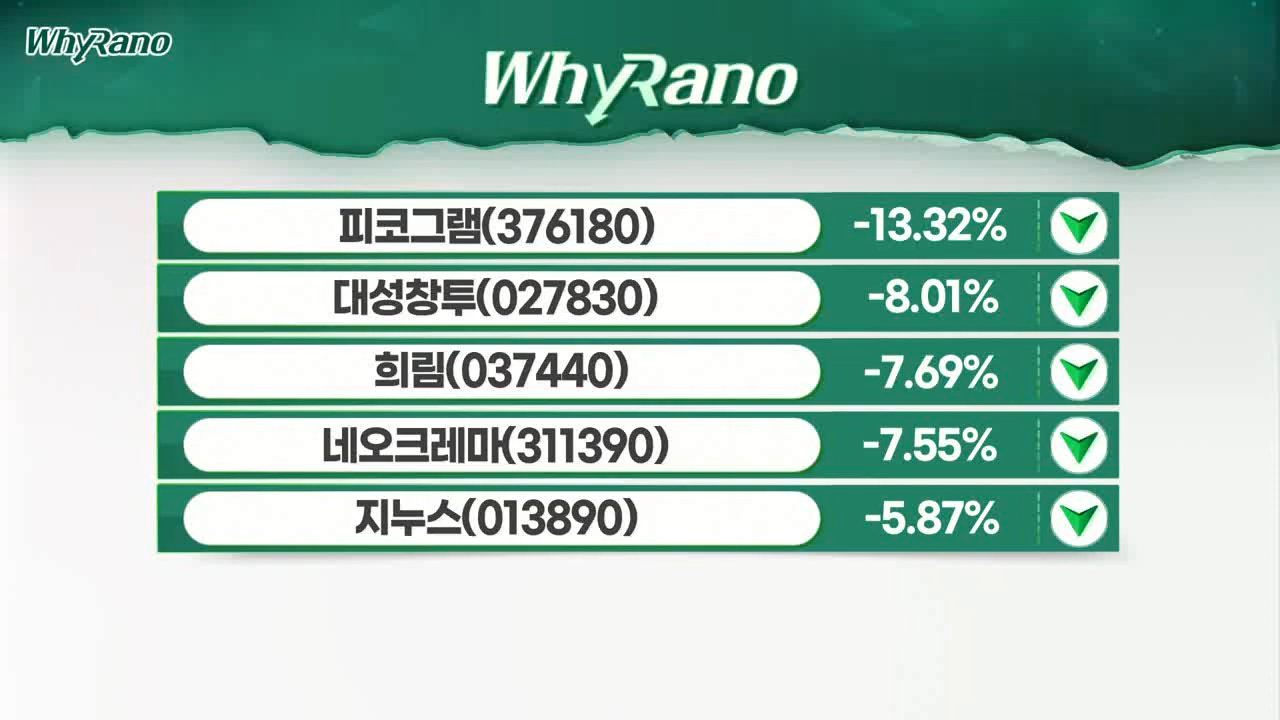 WhyRano
WhyRano
피코그램(376180) -13.32%
대성창투(027830) -8.01%
희림(037440) -7.69%
네오크레마(311390) -7.55%
지누스(013890) -5.87%